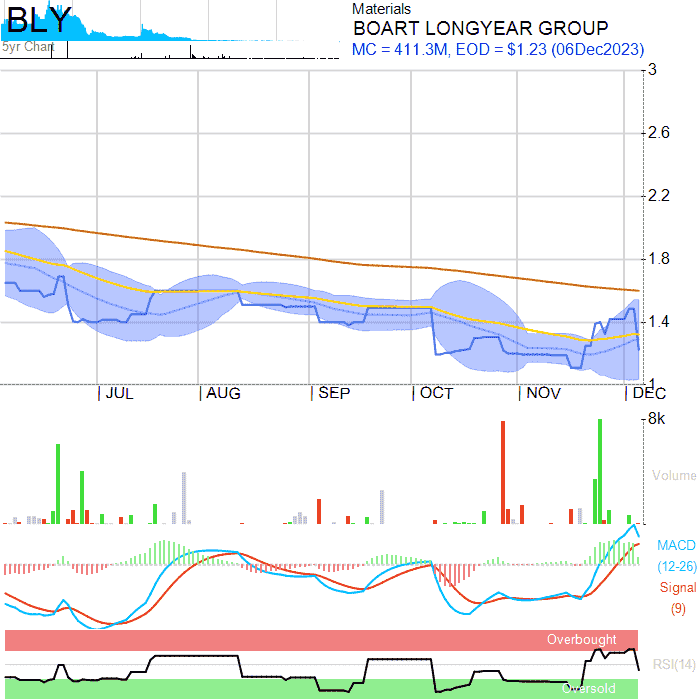 BLY
5yr Chart
Materials
BOART LONGYEAR GROUP
MC = 411.3M, EOD = $1.23 (06Dec2023)
3
2.6
2.2
1.8
1.4
1
JUL
AUG
SEP
OCT
NOV
DEC
8k
Volume
MACD
(12-26)
Signal
(9)
Overbought
RSI(14)
Oversold